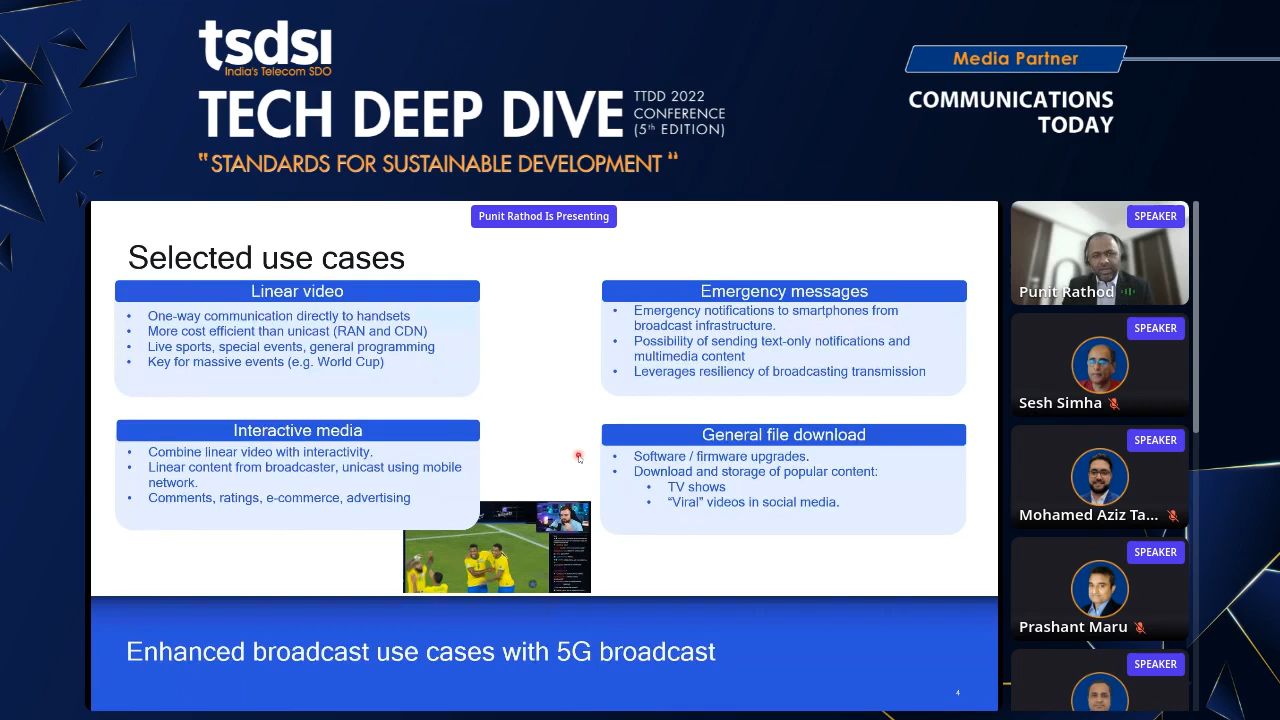 tsdsi
India's Telecom SDO
TECH DEEP DIVE
TTDD 2022
CONFERENCE
(5th EDITION)
"STANDARDS FOR SUSTAINABLE DEVELOPMENT"
Media Partner
COMMUNICATIONS
TODAY
Punit Rathod Is Presenting
Selected use cases
Linear video
• One-way communication directly to handsets
• More cost efficient than unicast (RAN and CDN)
• Live sports, special events, general programming
• Key for massive events (e.g. World Cup)
Emergency messages
• Emergency notifications to smartphones from
broadcast infrastructure.
• Possibility of sending text-only notifications and
multimedia content
• Leverages resiliency of broadcasting transmission
Interactive media
• Combine linear video with interactivity.
• Linear content from broadcaster, unicast using mobile
network.
• Comments, ratings, e-commerce, advertising
General file download
• Software / firmware upgrades.
• Download and storage of popular content:
• TV shows
• “Viral” videos in social media.
Enhanced broadcast use cases with 5G broadcast
4
SPEAKER
Punit Rathod
SPEAKER
Sesh Simha
SPEAKER
Mohamed Aziz Ta...
SPEAKER
Prashant Maru
SPEAKER